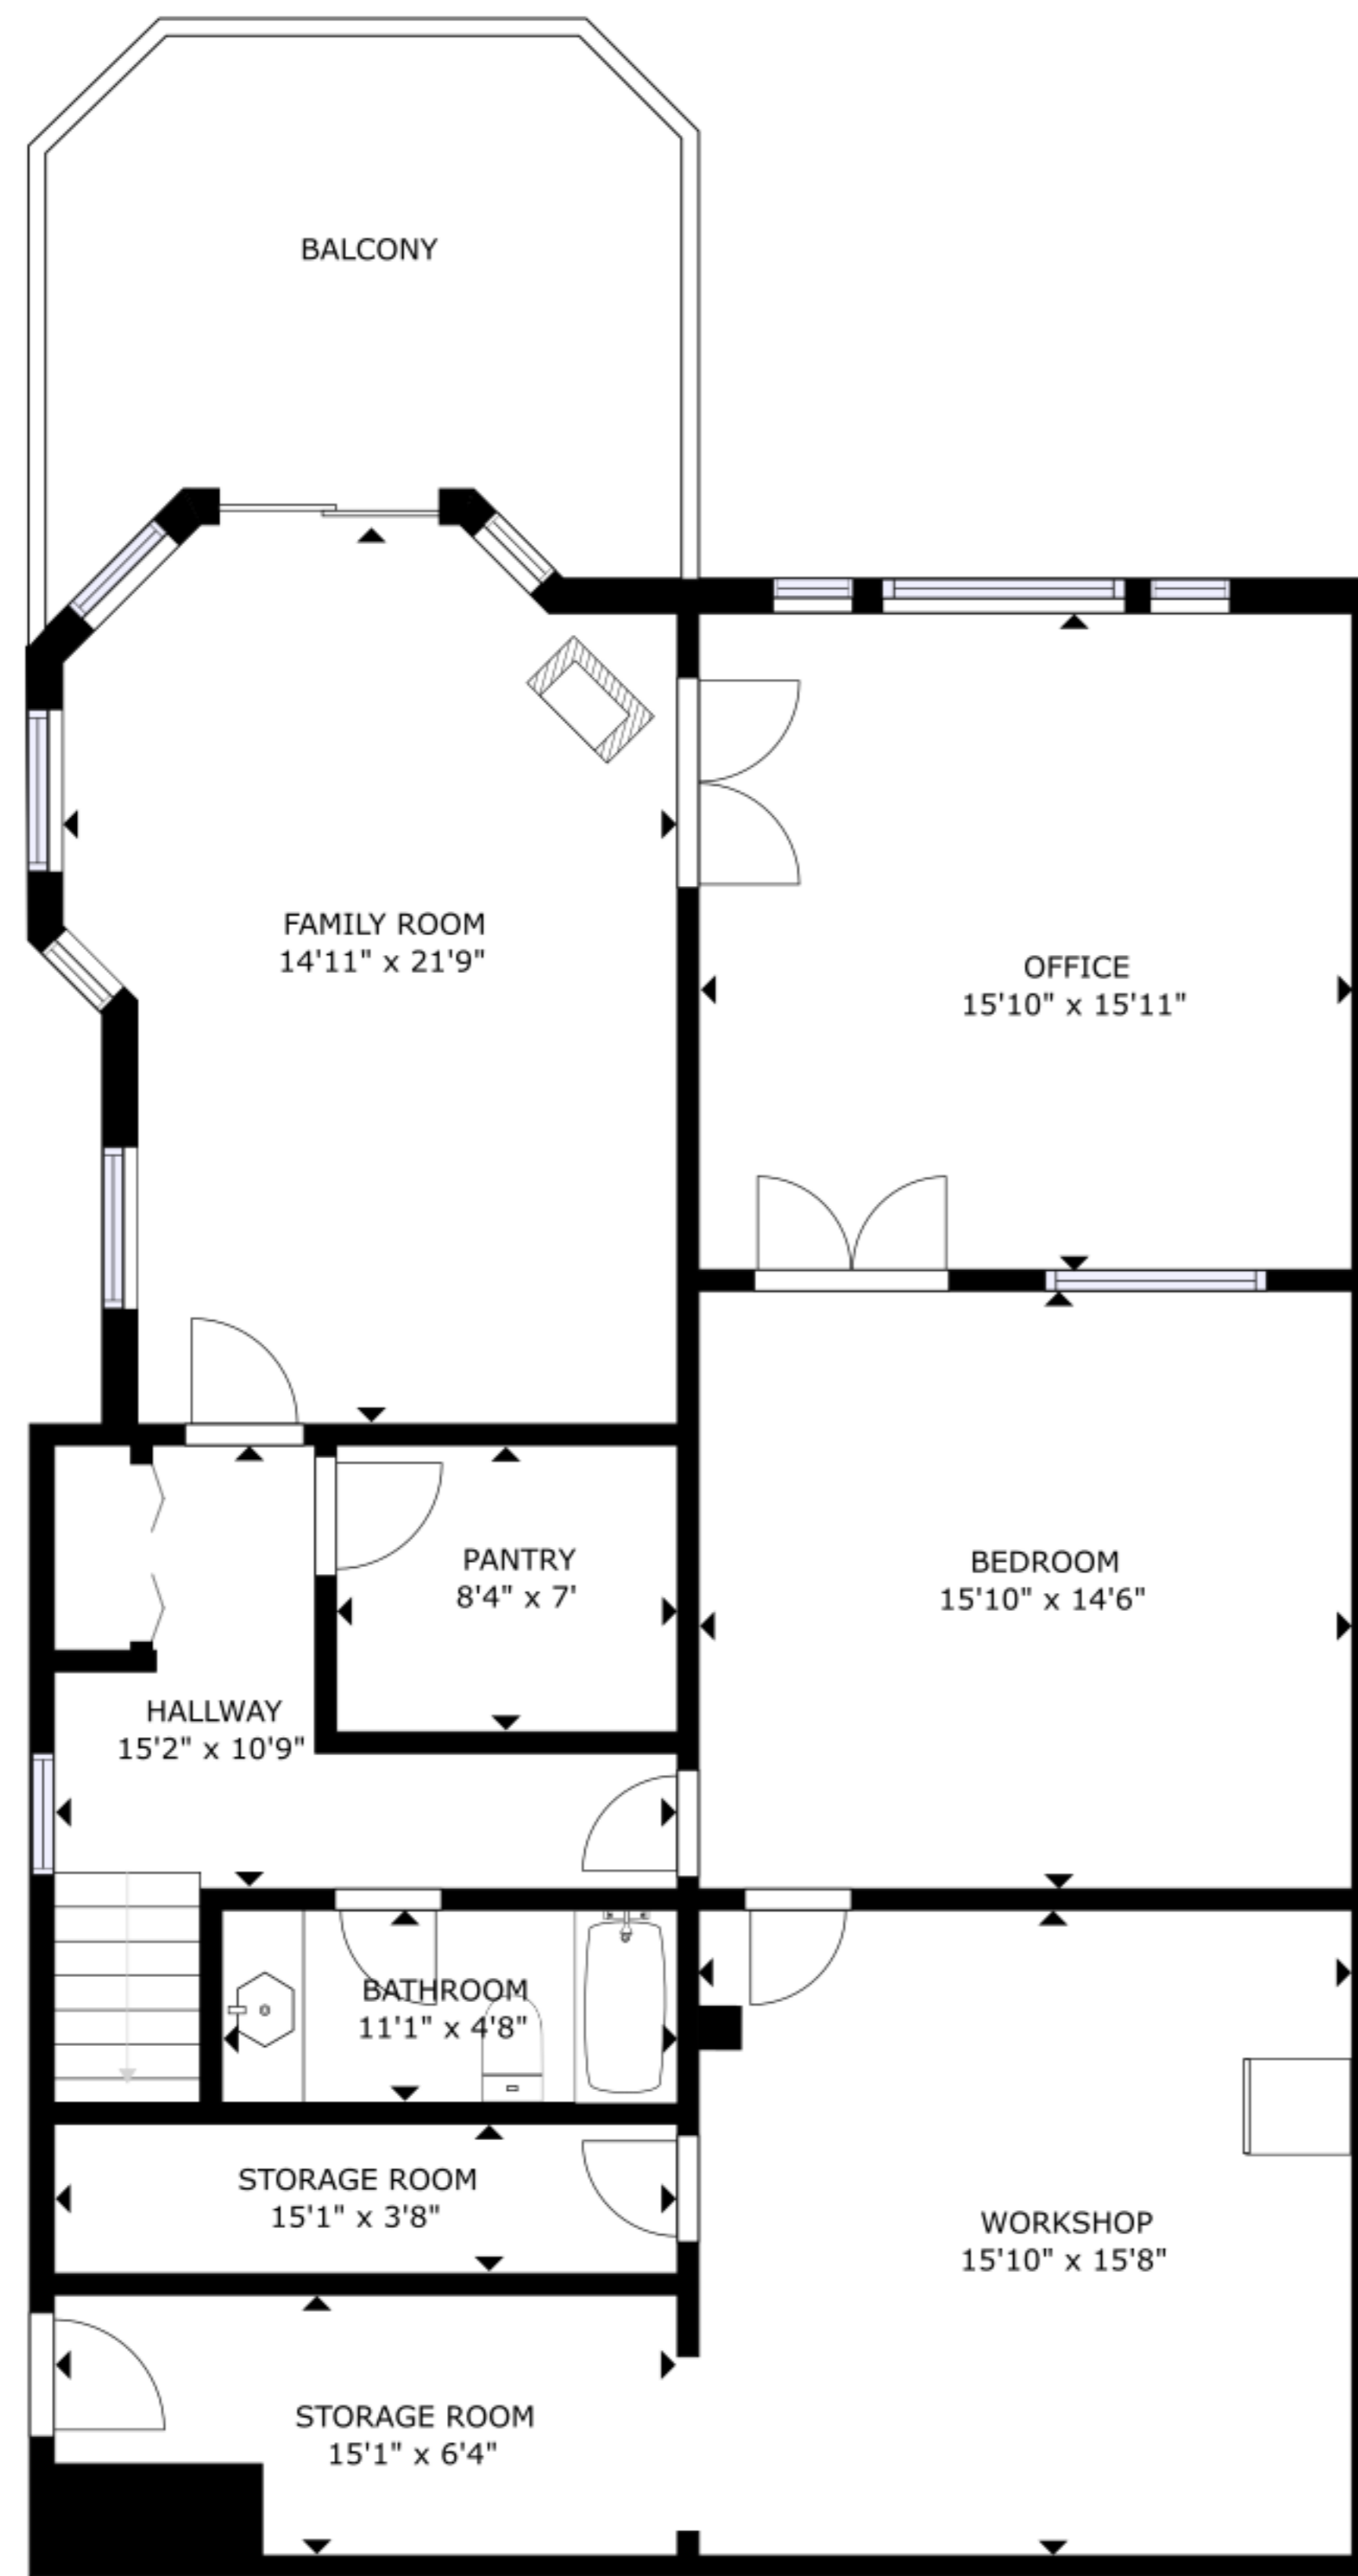 BALCONY
FAMILY ROOM
14'11" x 21'9"
OFFICE
15'10" x 15'11"
PANTRY
8'4" x 7'
BEDROOM
15'10" x 14'6"
HALLWAY
15'2" x 10'9"
BATHROOM
11'1" x 4'8"
STORAGE ROOM
15'1" x 3'8"
WORKSHOP
15'10" x 15'8"
STORAGE ROOM
15'1" x 6'4"